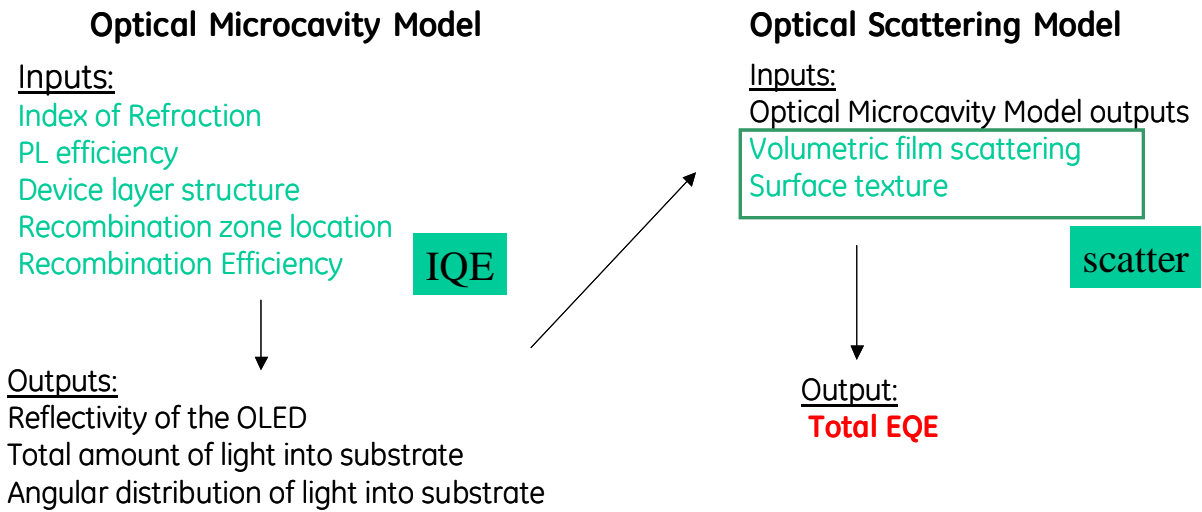 Optical Microcavity Model
Inputs:
Index of Refraction
PL efficiency
Device layer structure
Recombination zone location
Recombination Efficiency
IQE
Outputs:
Reflectivity of the OLED
Total amount of light into substrate
Angular distribution of light into substrate
Optical Scattering Model
Inputs:
Optical Microcavity Model outputs
Volumetric film scattering
Surface texture
scatter
Output:
Total EQE